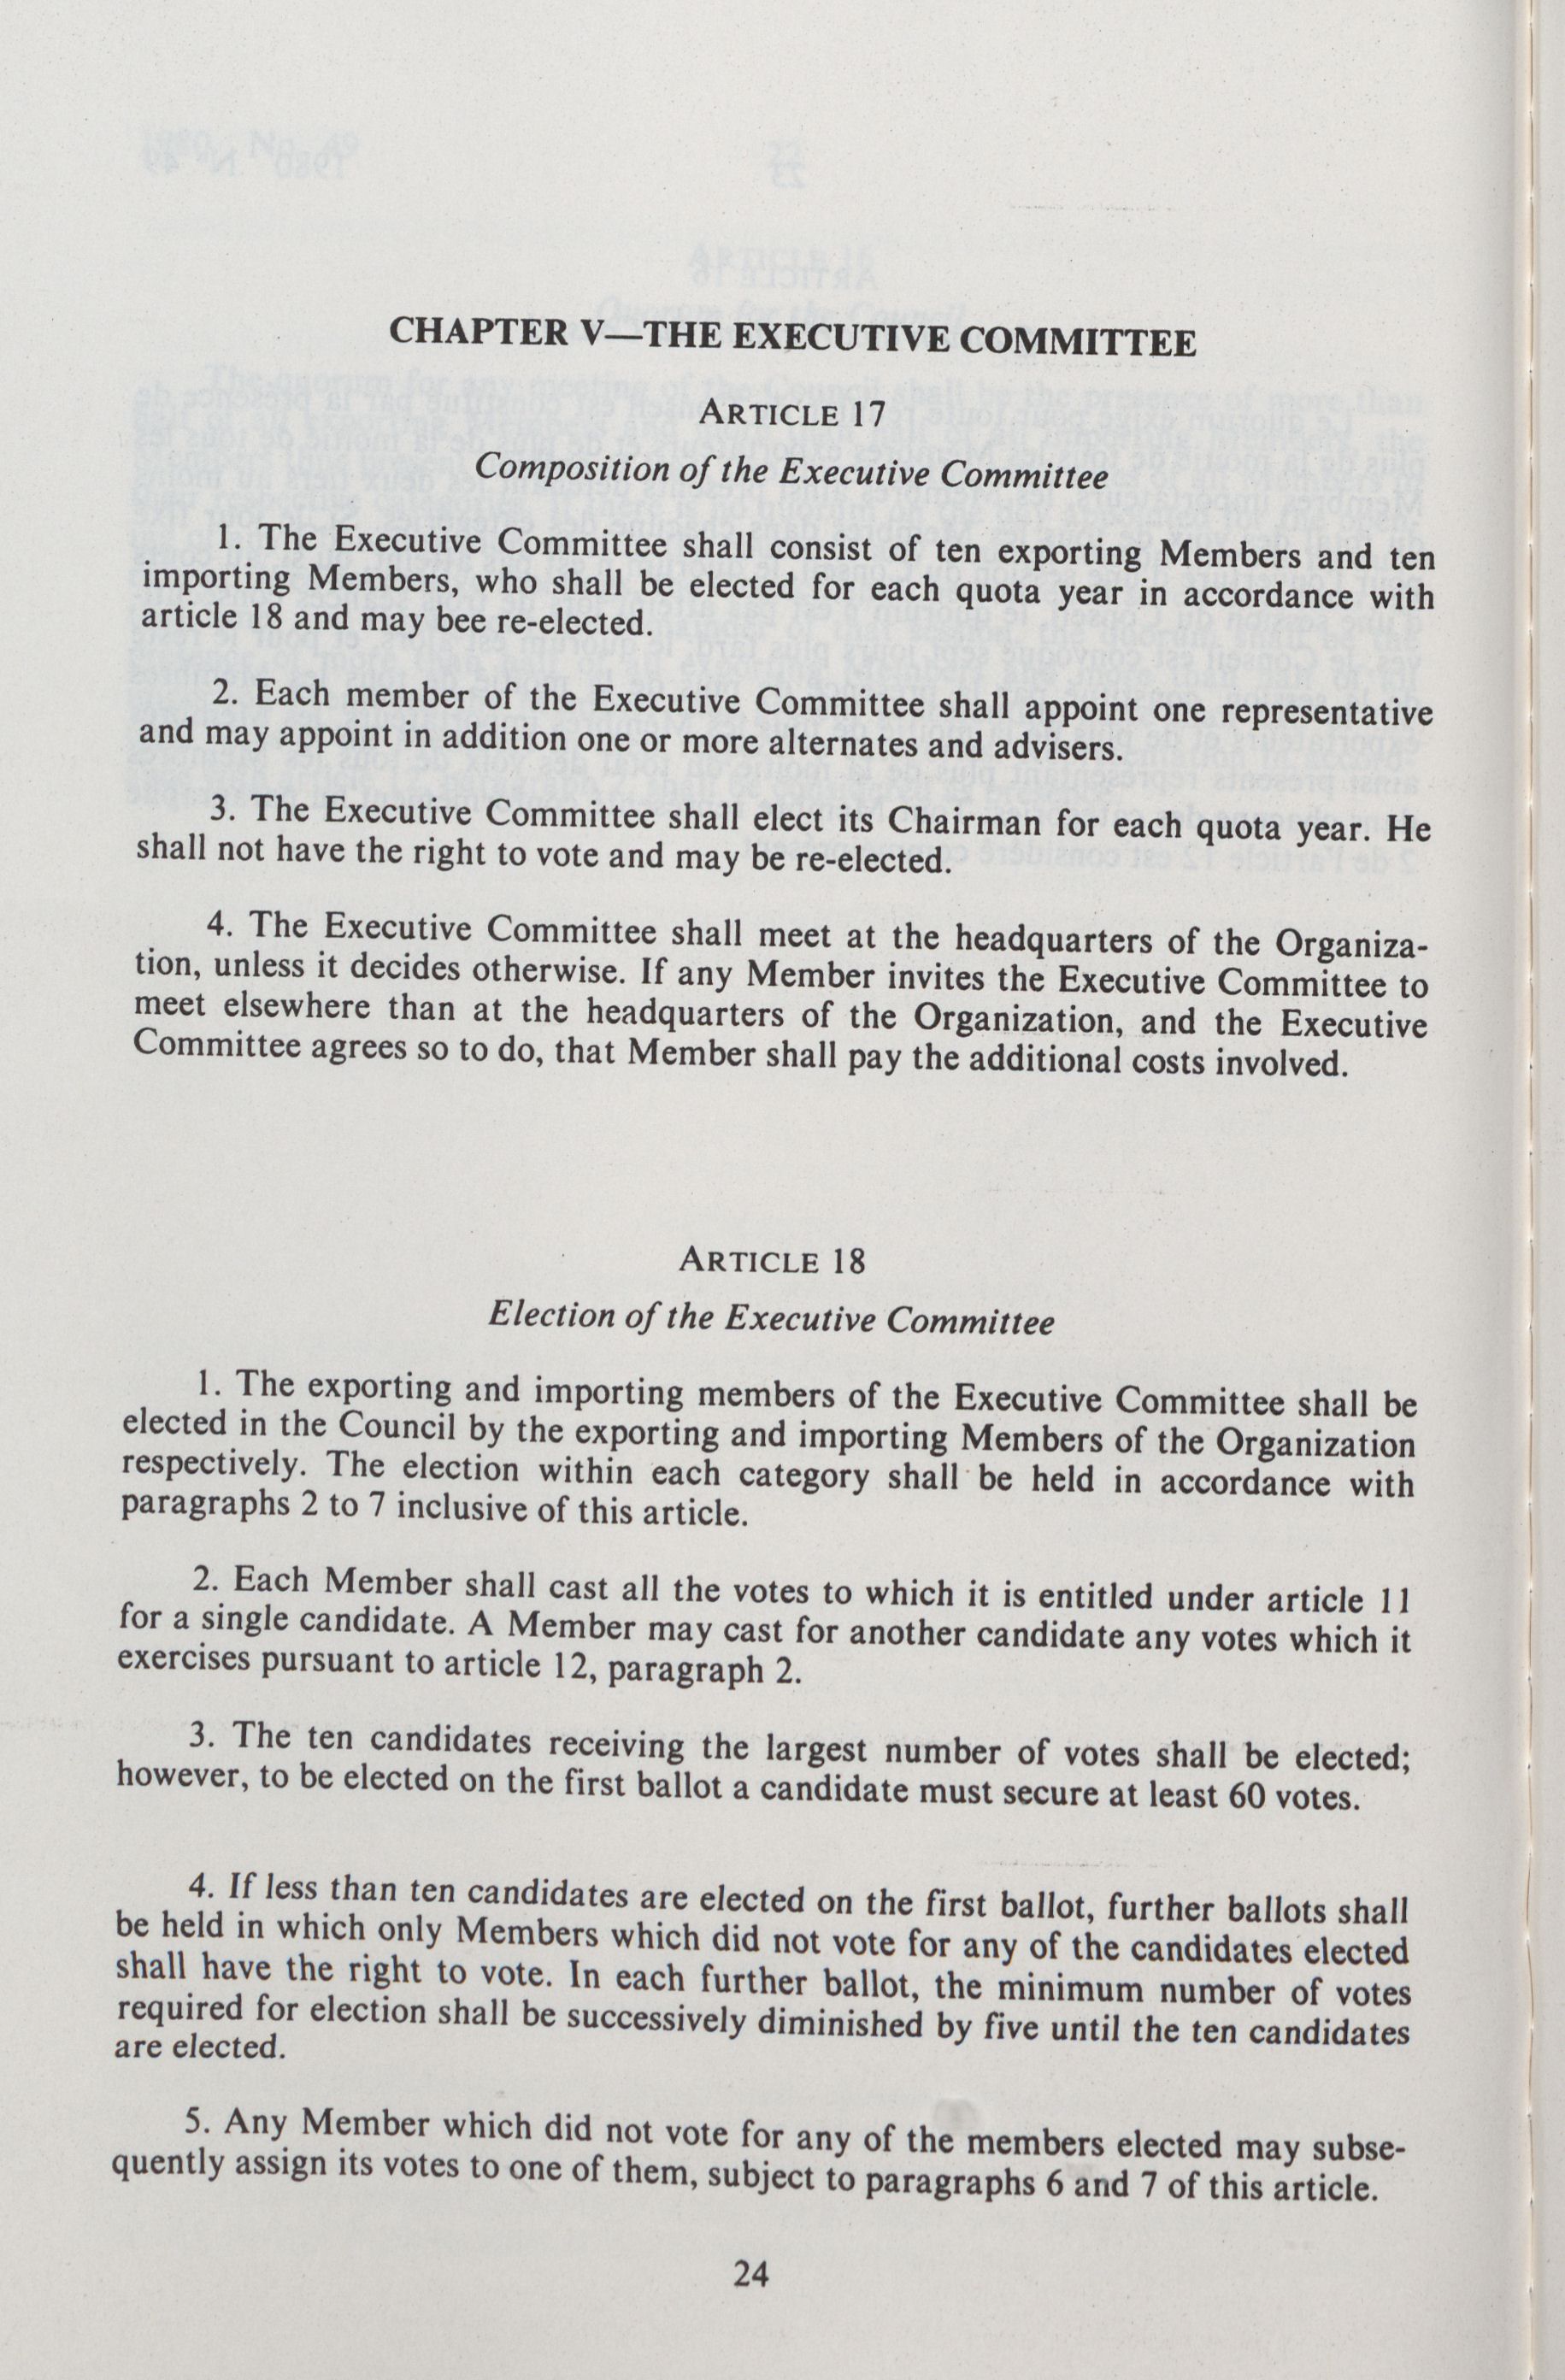 CHAPTER V—THE EXECUTIVE COMMITTEE
ARTICLE 17
Composition of the Executive Committee
1. The Executive Committee shall consist of ten exporting Members and ten
importing Members, who shall be elected for each quota year in accordance with
article 18 and may bee re-elected.
2. Each member of the Executive Committee shall appoint one representative
and may appoint in addition one or more alternates and advisers.
3. The Executive Committee shall elect its Chairman for each quota year. He
shall not have the right to vote and may be re-elected.
4. The Executive Committee shall meet at the headquarters of the Organiza-
tion, unless it decides otherwise. If any Member invites the Executive Committee to
meet elsewhere than at the headquarters of the Organization, and the Executive
Committee agrees so to do, that Member shall pay the additional costs involved.
ARTICLE 18
Election of the Executive Committee
1. The exporting and importing members of the Executive Committee shall be
elected in the Council by the exporting and importing Members of the Organization
respectively. The election within each category shall be held in accordance with
paragraphs 2 to 7 inclusive of this article.
2. Each Member shall cast all the votes to which it is entitled under article 11
for a single candidate. A Member may cast for another candidate any votes which it
exercises pursuant to article 12, paragraph 2.
3. The ten candidates receiving the largest number of votes shall be elected;
however, to be elected on the first ballot a candidate must secure at least 60 votes.
4. If less than ten candidates are elected on the first ballot, further ballots shall
be held in which only Members which did not vote for any of the candidates elected
shall have the right to vote. In each further ballot, the minimum number of votes
required for election shall be successively diminished by five until the ten candidates
are elected.
5. Any Member which did not vote for any of the members elected may subse-
quently assign its votes to one of them, subject to paragraphs 6 and 7 of this article.
24